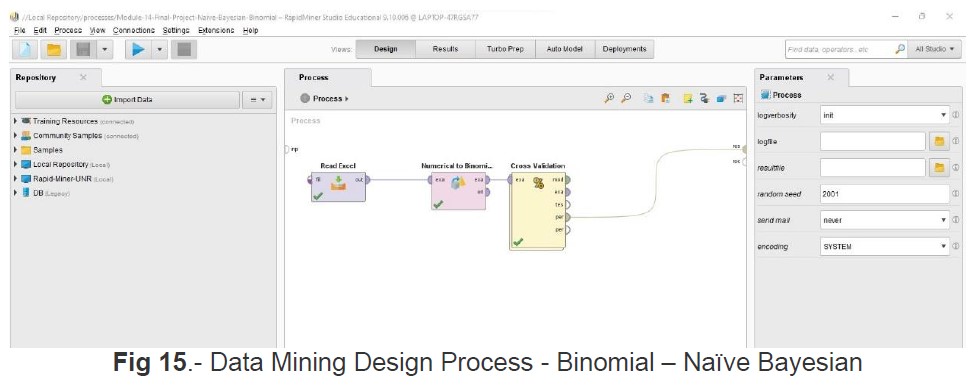 //Local Repository/processes/Module-14-Final-Project-Naive-Bayesian-Binomial – RapidMiner Studio Educational 9.10.006 @ LAPTOP-47RGSA77
File Edit Process View Connections Settings Extensions Help
Views: Design Results Turbo Prep Auto Model Deployments
Find data, operators...etc
All Studio
Repository
Import Data
Training Resources (connected)
Community Samples (connected)
Samples
Local Repository (Local)
Rapid-Miner-UNR (Local)
DB (Legacy)
Process
Process
Process
inp
Read Excel
fil out
Numerical to Binomi...
exa exa
ori
Cross Validation
exa mod
exa
tes
per
per
res
res
Parameters
Process
logverbosity init
logfile
resultfile
random seed 2001
send mail never
encoding SYSTEM
Fig 15.- Data Mining Design Process - Binomial – Naïve Bayesian